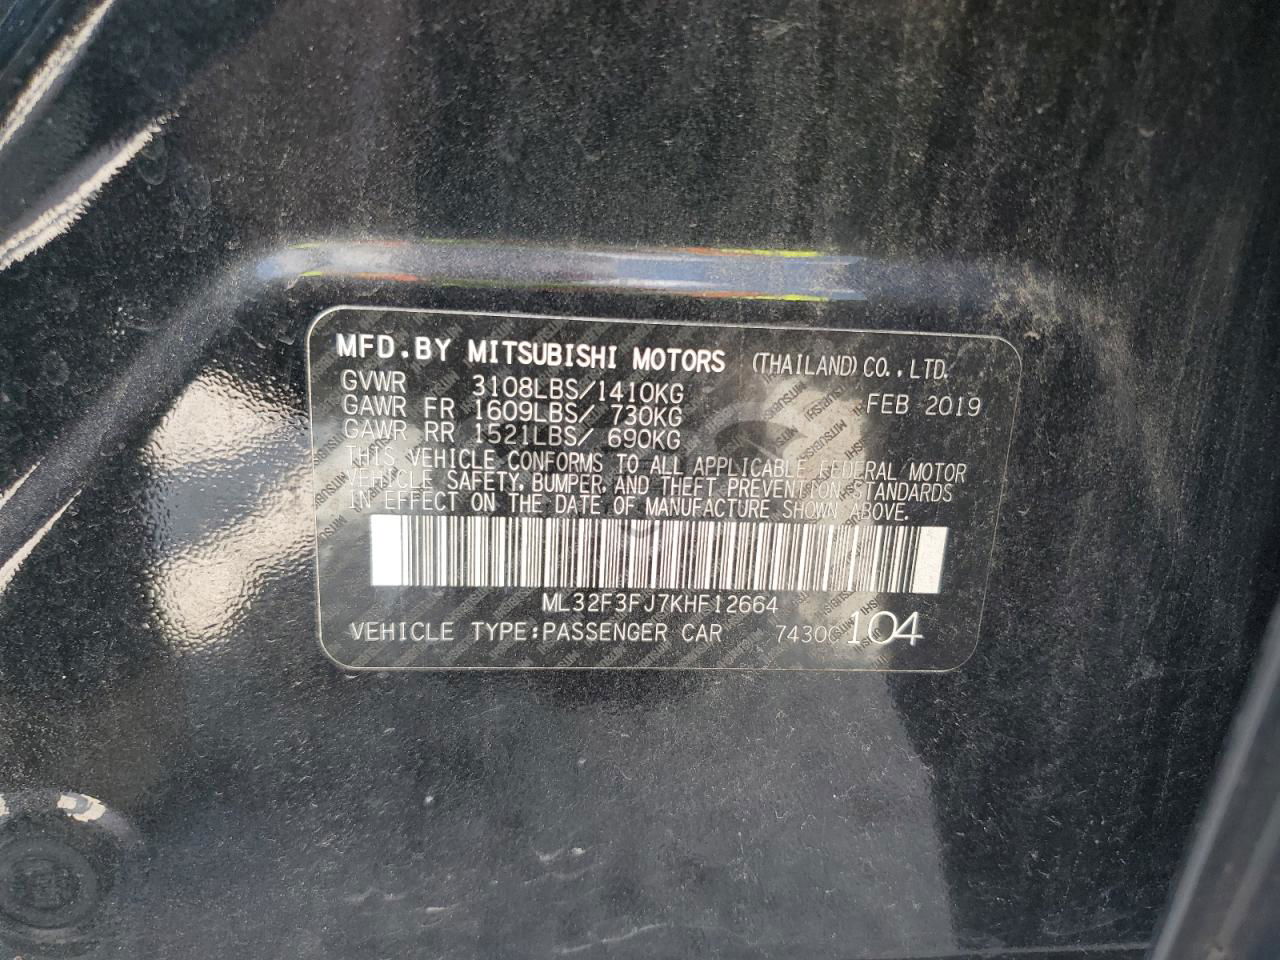 MFD.BY MITSUBISHI MOTORS (THAILAND) CO.,LTD.
GVWR 3108LBS/1410KG FEB 2019
GAWR FR 1609LBS/ 730KG
GAWR RR 1521LBS/ 690KG
THIS VEHICLE CONFORMS TO ALL APPLICABLE FEDERAL MOTOR
VEHICLE SAFETY, BUMPER, AND THEFT PREVENTION STANDARDS
IN EFFECT ON THE DATE OF MANUFACTURE SHOWN ABOVE.
ML32F3FJ7KHF12664
VEHICLE TYPE:PASSENGER CAR 7430C 104